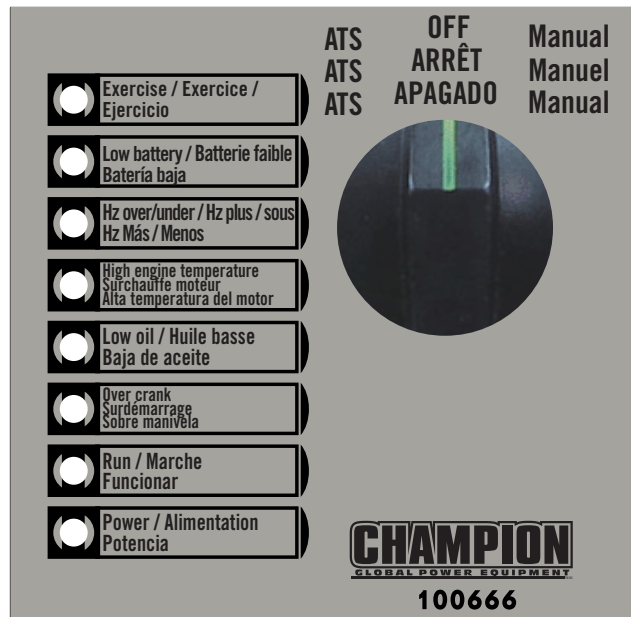 ATS
ATS
ATS
OFF
ARRÊT
APAGADO
Manual
Manuel
Manual
Exercise / Exercice /
Ejercicio
Low battery / Batterie faible
Batería baja
Hz over/under / Hz plus / sous
Hz Más / Menos
High engine temperature
Surchauffe moteur
Alta temperatura del motor
Low oil / Huile basse
Baja de aceite
Over crank
Surdémarrage
Sobre manivela
Run / Marche
Funcionar
Power / Alimentation
Potencia
CHAMPION
GLOBAL POWER EQUIPMENT
100666